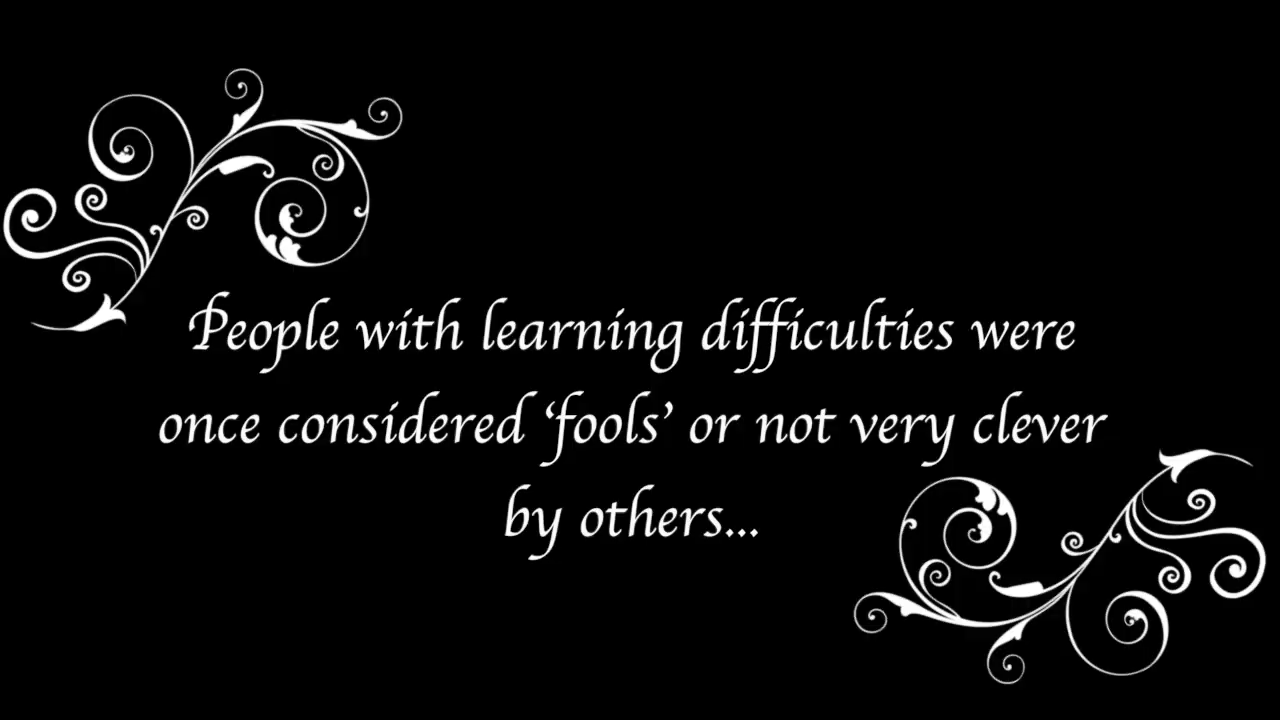 People with learning difficulties were
once considered ‘fools’ or not very clever
by others...